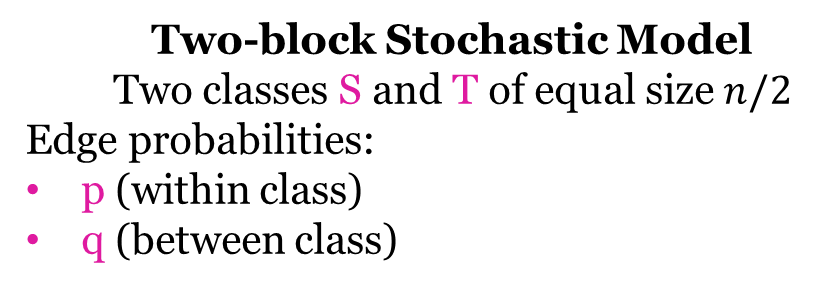 Two-block Stochastic Model
Two classes S and T of equal size n/2
Edge probabilities:
• p (within class)
• q (between class)